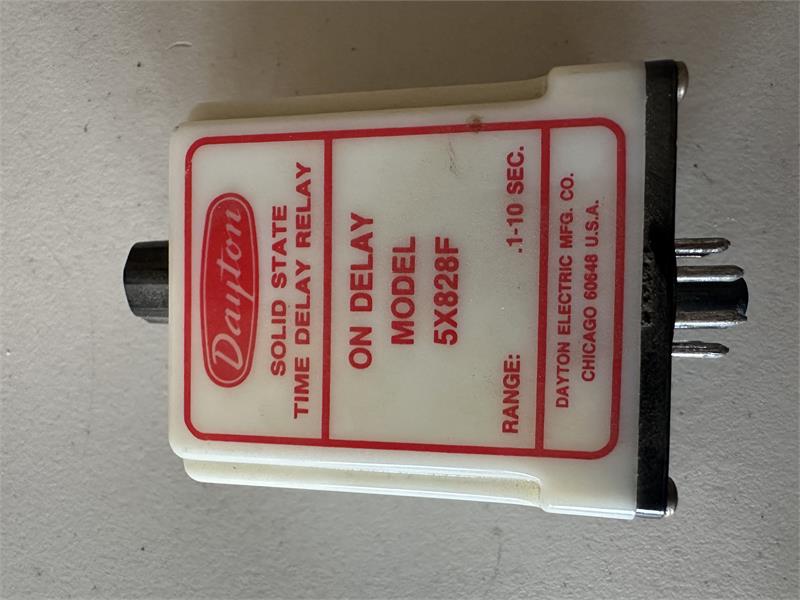 Dayton
SOLID STATE
TIME DELAY RELAY
ON DELAY
MODEL
5X828F
RANGE: .1-10 SEC.
DAYTON ELECTRIC MFG. CO.
CHICAGO 60648 U.S.A.